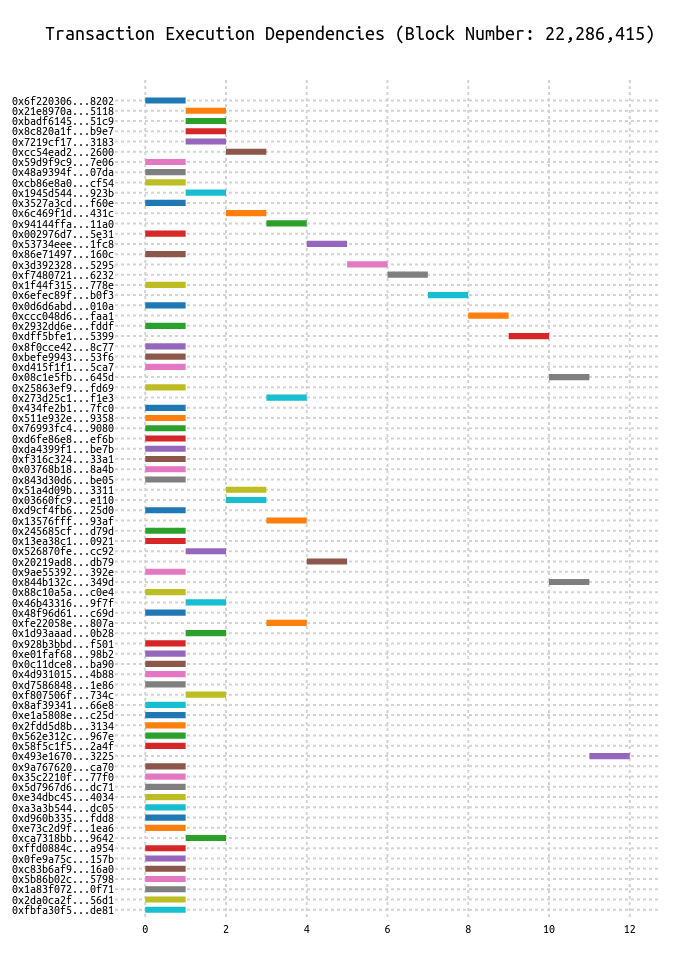 Transaction Execution Dependencies (Block Number: 22,286,415)
0x6f220306...8202
0x21e8970a...5118
0xbadf6145...51c9
0x8c820a1f...b9e7
0x7219cf17...3183
0xcc54ead2...2600
0x59d9f9c9...7e06
0x48a9394f...07da
0xcb86e8a0...cf54
0x1945d544...923b
0x3527a3cd...f60e
0x6c469f1d...431c
0x94144ffa...11a0
0x002976d7...5e31
0x53734eee...1fc8
0x86e71497...160c
0x3d392328...5295
0xf7480721...6232
0x1f44f315...778e
0x6efec89f...b0f3
0x0d6d6abd...010a
0xccc048d6...faa1
0x2932dd6e...fddf
0xdff5bfe1...5399
0x8f0cce42...8c77
0xbefe9943...53f6
0xd415f1f1...5ca7
0x08c1e5fb...645d
0x25863ef9...fd69
0x273d25c1...f1e3
0x434fe2b1...7fc0
0x511e932e...9358
0x76993fc4...9080
0xd6fe86e8...ef6b
0xda4399f1...be7b
0xf316c324...33a1
0x03768b18...8a4b
0x843d30d6...be05
0x51a4d09b...3311
0x03660fc9...e110
0xd9cf4fb6...25d0
0x13576fff...93af
0x245685cf...d79d
0x13ea38c1...0921
0x526870fe...cc92
0x20219ad8...db79
0x9ae55392...392e
0x844b132c...349d
0x88c10a5a...c0e4
0x46b43316...9f7f
0x48f96d61...c69d
0xfe22058e...807a
0x1d93aaad...0b28
0x928b3bbd...f501
0xe01faf68...98b2
0x0c11dce8...ba90
0x4d931015...4b88
0xd7586848...1e86
0xf807506f...734c
0x8af39341...66e8
0xe1a5808e...c25d
0x2fdd5d8b...3134
0x562e312c...967e
0x58f5c1f5...2a4f
0x493e1670...3225
0x9a767620...ca70
0x35c2210f...77f0
0x5d7967d6...dc71
0xe34dbc45...4034
0xa3a3b544...dc05
0xd960b335...fdd8
0xe73c2d9f...1ea6
0xca7318bb...9642
0xffd0884c...a954
0x0fe9a75c...157b
0xc83b6af9...16a0
0x5b86b02c...5798
0x1a83f072...0f71
0x2da0ca2f...56d1
0xfbfa30f5...de81
0 2 4 6 8 10 12